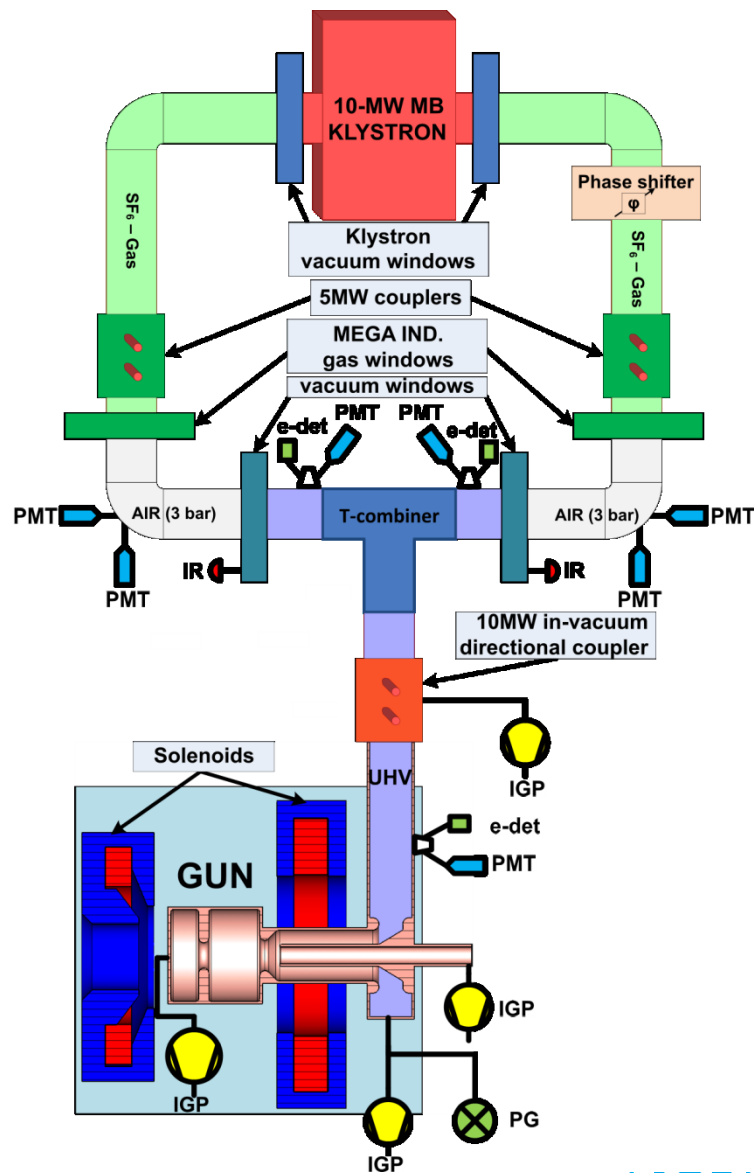 10-MW MB
KLYSTRON
Phase shifter
φ
SF₆ – Gas
SF₆ – Gas
Klystron
vacuum windows
5MW couplers
MEGA IND.
gas windows
vacuum windows
PMT
PMT
e-det
e-det
PMT
AIR (3 bar)
T-combiner
AIR (3 bar)
PMT
IR
IR
PMT
PMT
10MW in-vacuum
directional coupler
Solenoids
UHV
IGP
e-det
PMT
GUN
IGP
IGP
PG
IGP